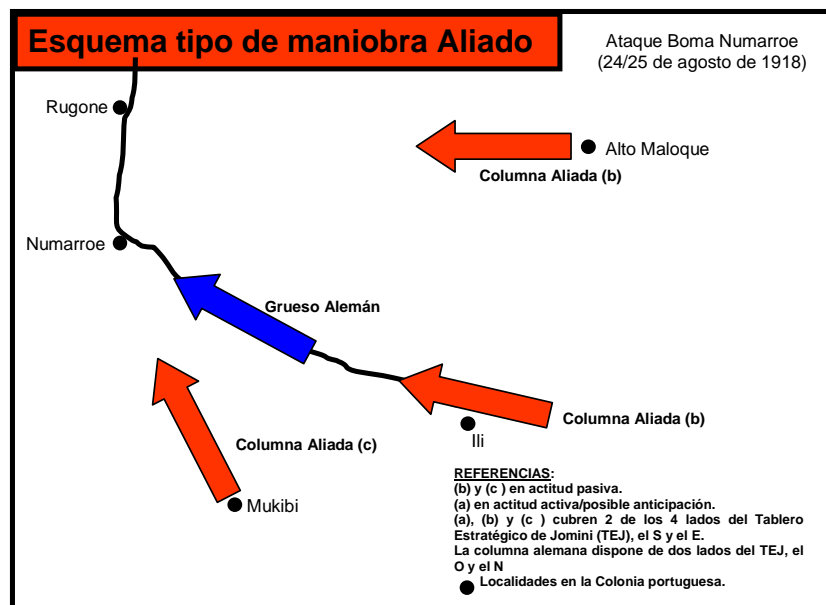 Esquema tipo de maniobra Aliado
Ataque Boma Numarroe
(24/25 de agosto de 1918)
Rugone
Alto Maloque
Columna Aliada (b)
Numarroe
Grueso Alemán
Columna Aliada (b)
Ili
Columna Aliada (c)
Mukibi
REFERENCIAS:
(b) y (c ) en actitud pasiva.
(a) en actitud activa/posible anticipación.
(a), (b) y (c ) cubren 2 de los 4 lados del Tablero
Estratégico de Jomini (TEJ), el S y el E.
La columna alemana dispone de dos lados del TEJ, el
O y el N
Localidades en la Colonia portuguesa.